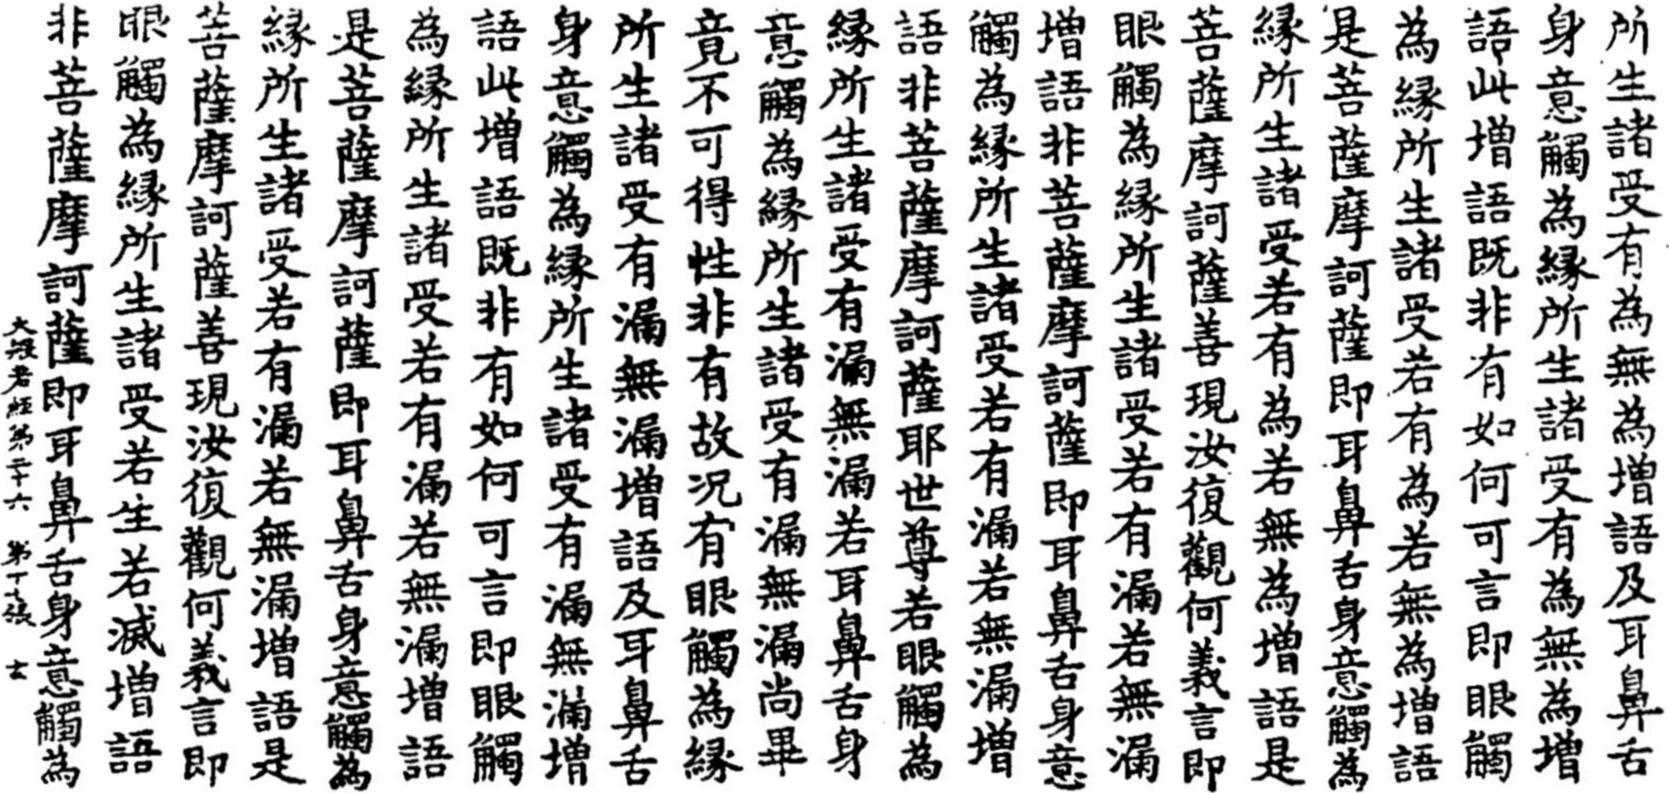 所生諸受有為無為增語及耳鼻舌
身意觸為緣所生諸受有為無為增
語此增語既非有如何可言即眼觸
為緣所生諸受若有為若無為增語
是菩薩摩訶薩即耳鼻舌身意觸為
緣所生諸受若有為若無為增語是
菩薩摩訶薩善現汝復觀何義言即
眼觸為緣所生諸受若有漏若無漏
增語非菩薩摩訶薩即耳鼻舌身意
觸為緣所生諸受若有漏若無漏增
語非菩薩摩訶薩耶世尊若眼觸為
緣所生諸受有漏無漏若耳鼻舌身
意觸為緣所生諸受有漏無漏尚畢
竟不可得性非有故况有眼觸為緣
所生諸受有漏無漏增語及耳鼻舌
身意觸為緣所生諸受有漏無漏增
語此增語既非有如何可言即眼觸
為緣所生諸受若有漏若無漏增語
是菩薩摩訶薩即耳鼻舌身意觸為
緣所生諸受若有漏若無漏增語是
菩薩摩訶薩善現汝復觀何義言即
眼觸為緣所生諸受若生若滅增語
非菩薩摩訶薩即耳鼻舌身意觸為
大般若經第二十六 第十七張